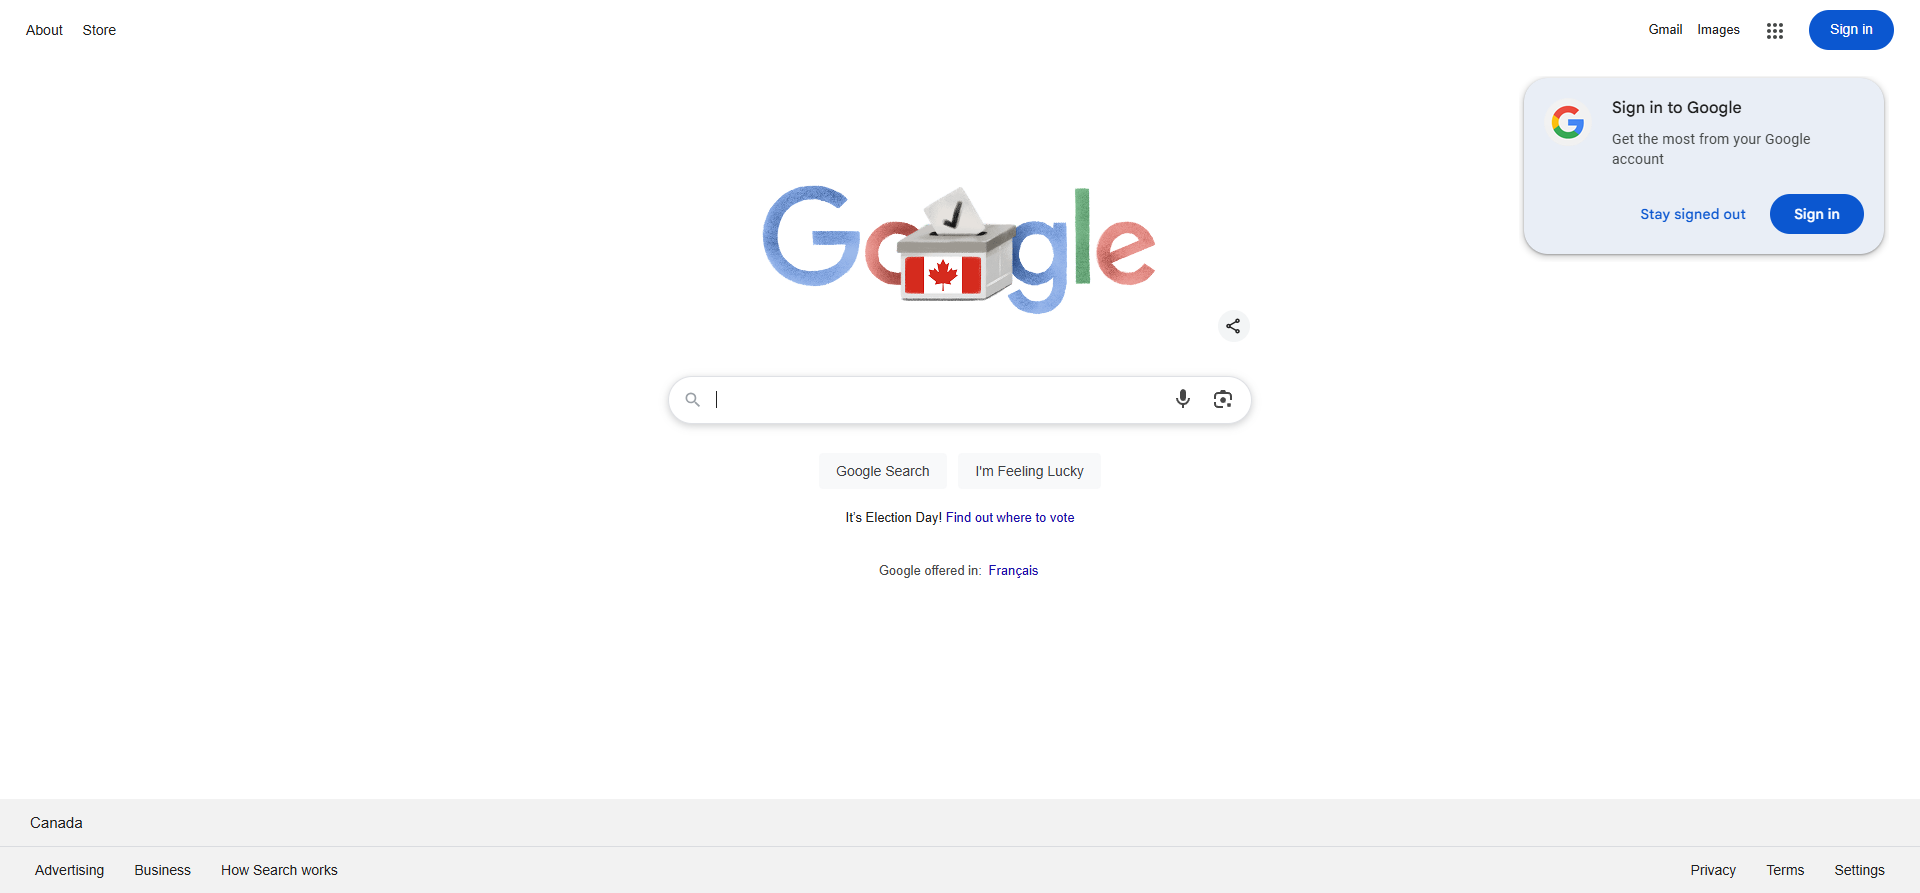 About Store
Gmail Images Sign in
Sign in to Google
Get the most from your Google
account
Stay signed out Sign in
Google
Google Search I'm Feeling Lucky
It's Election Day! Find out where to vote
Google offered in: Français
Canada
Advertising Business How Search works
Privacy Terms Settings